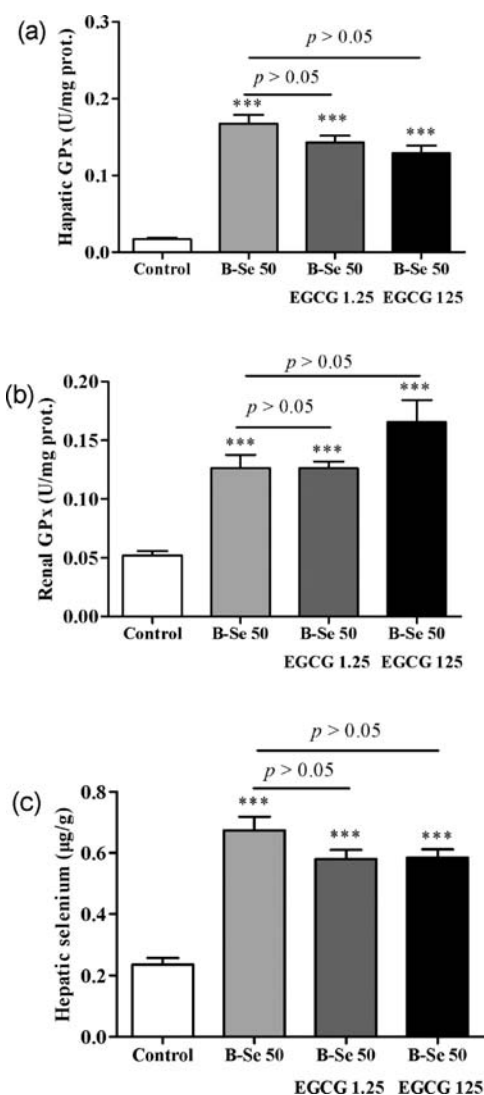 (a)
p > 0.05
p > 0.05
*** *** ***
Hapatic GPx (U/mg prot.)
0.3
0.2
0.1
0.0
Control B-Se 50 B-Se 50 B-Se 50
EGCG 1.25 EGCG 125
(b)
p > 0.05
p > 0.05
*** *** ***
Renal GPx (U/mg prot.)
0.20
0.15
0.10
0.05
0.00
Control B-Se 50 B-Se 50 B-Se 50
EGCG 1.25 EGCG 125
(c)
p > 0.05
p > 0.05
*** *** ***
Hepatic selenium (μg/g)
0.8
0.6
0.4
0.2
0.0
Control B-Se 50 B-Se 50 B-Se 50
EGCG 1.25 EGCG 125